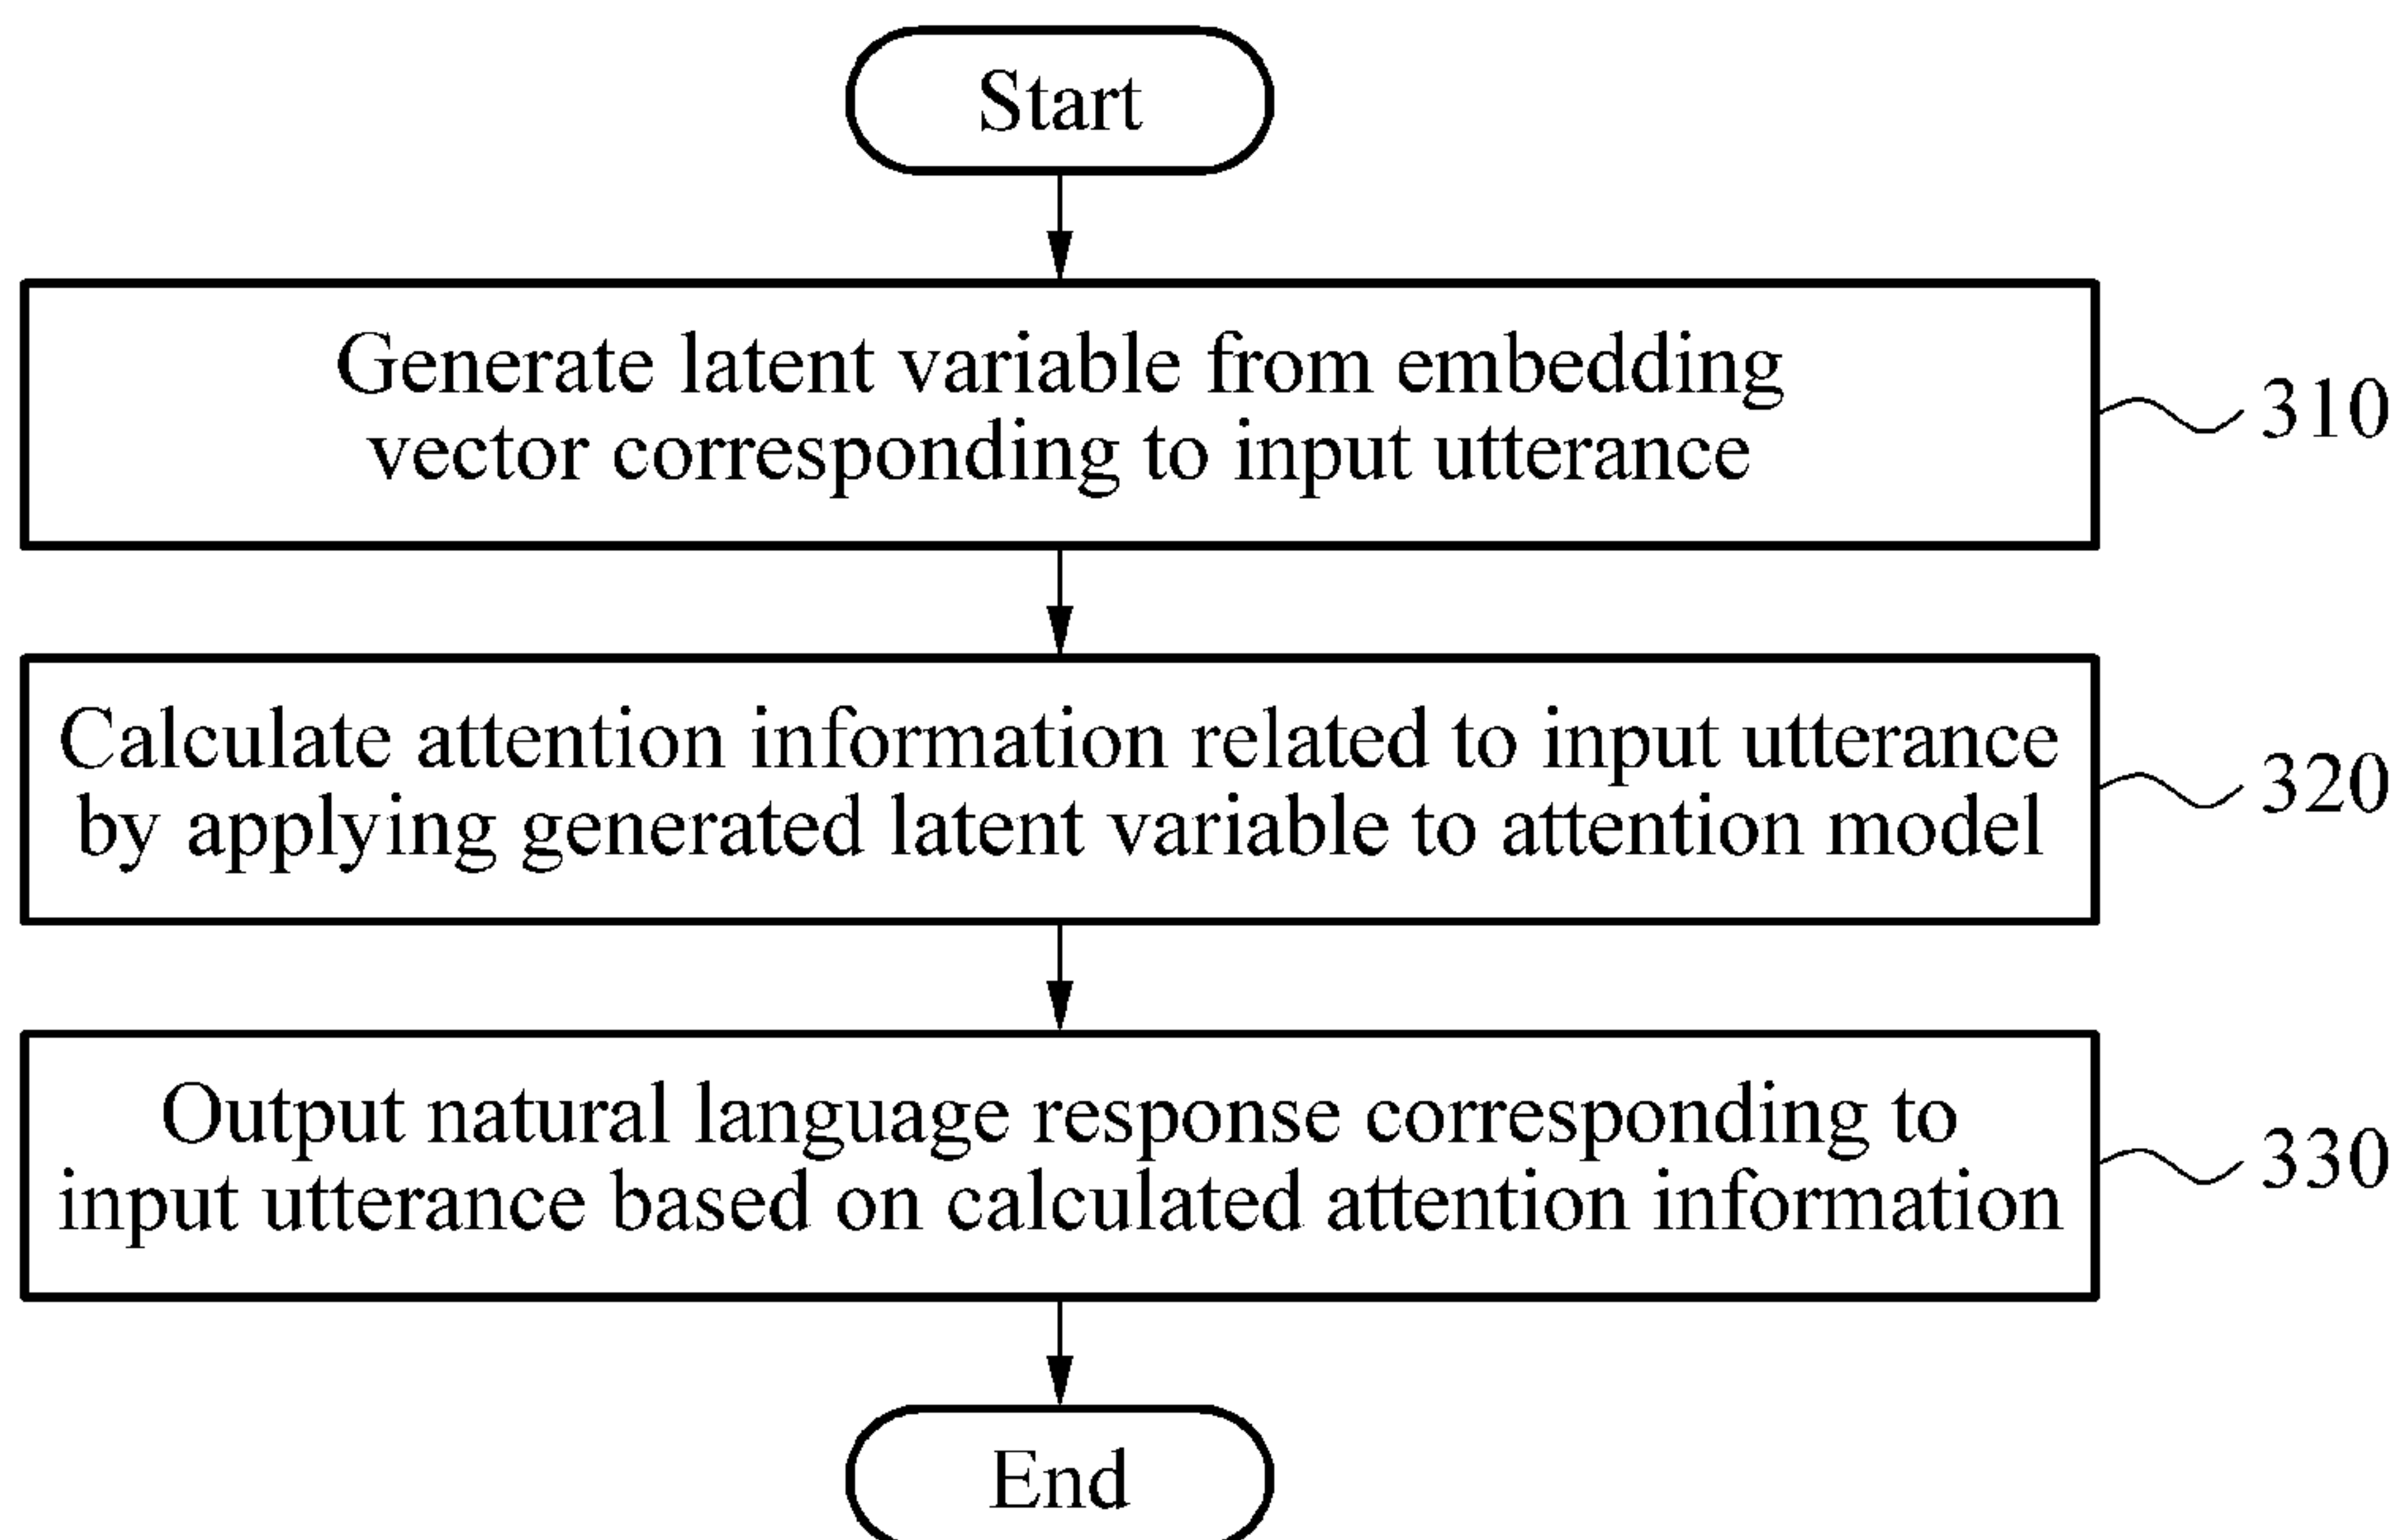 Start
Generate latent variable from embedding
vector corresponding to input utterance
310
Calculate attention information related to input utterance
by applying generated latent variable to attention model
320
Output natural language response corresponding to
input utterance based on calculated attention information
330
End